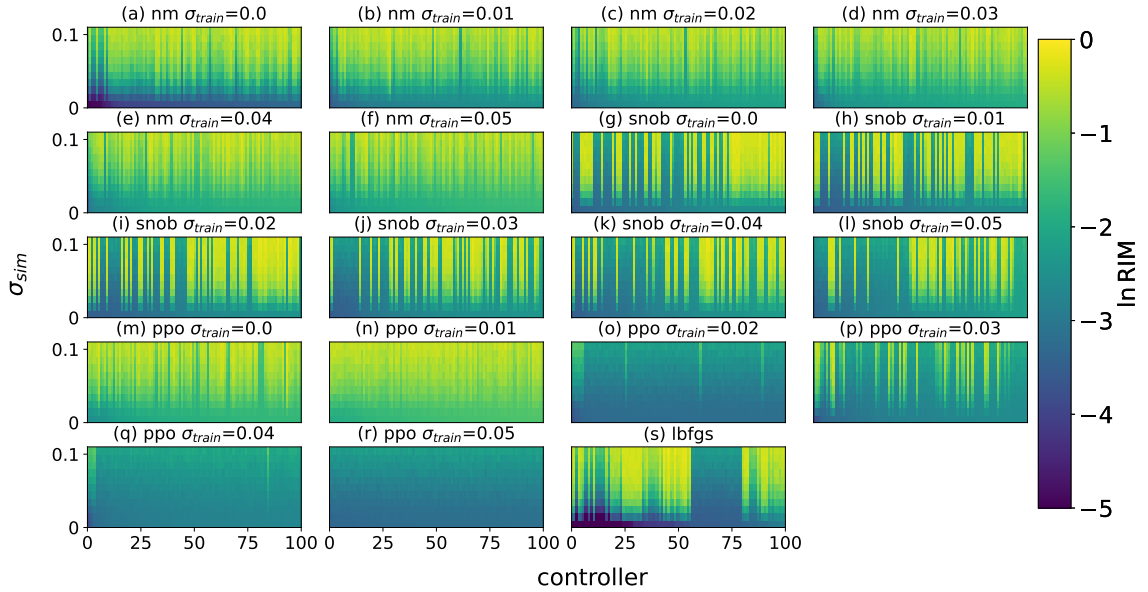 (a) nm σtrain=0.0 (b) nm σtrain=0.01 (c) nm σtrain=0.02 (d) nm σtrain=0.03
0.1
0
0
(e) nm σtrain=0.04 (f) nm σtrain=0.05 (g) snob σtrain=0.0 (h) snob σtrain=0.01
0.1
0
(i) snob σtrain=0.02 (j) snob σtrain=0.03 (k) snob σtrain=0.04 (l) snob σtrain=0.05
0.1
0
(m) ppo σtrain=0.0 (n) ppo σtrain=0.01 (o) ppo σtrain=0.02 (p) ppo σtrain=0.03
0.1
0
(q) ppo σtrain=0.04 (r) ppo σtrain=0.05 (s) lbfgs
0.1
0
0 25 50 75 100 0 25 50 75 100 0 25 50 75 100
controller
σsim
−1
−2
−3
−4
−5
ln RIM